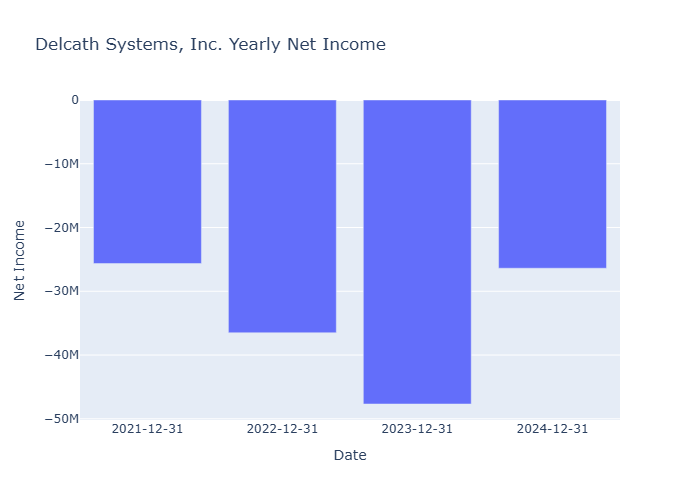 Delcath Systems, Inc. Yearly Net Income
0
−10M
−20M
−30M
−40M
−50M
Net Income
2021-12-31
2022-12-31
2023-12-31
2024-12-31
Date